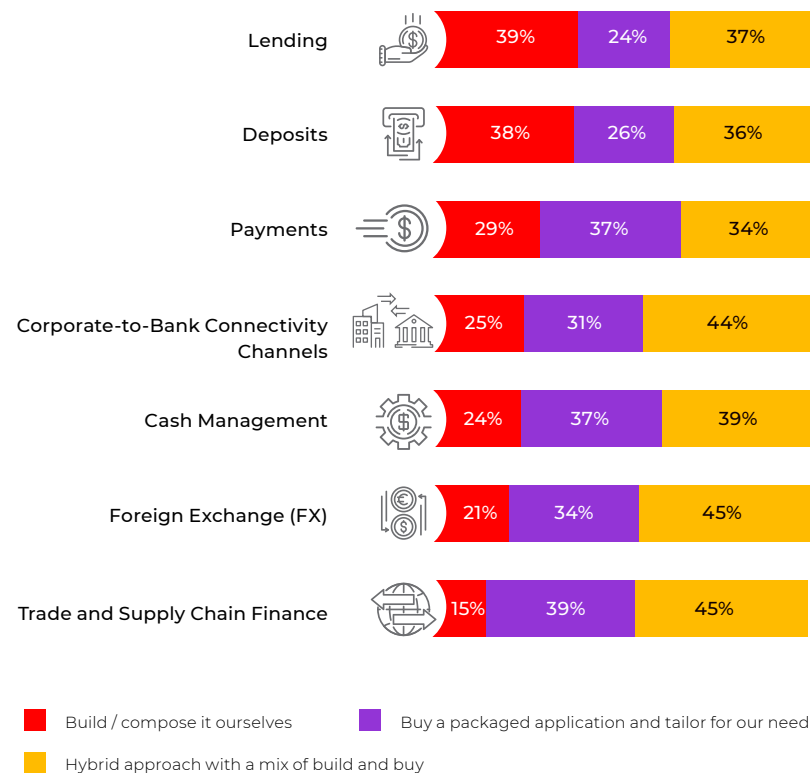 Lending
39% 24% 37%
Deposits
38% 26% 36%
Payments
29% 37% 34%
Corporate-to-Bank Connectivity
Channels
25% 31% 44%
Cash Management
24% 37% 39%
Foreign Exchange (FX)
21% 34% 45%
Trade and Supply Chain Finance
15% 39% 45%
Build / compose it ourselves
Buy a packaged application and tailor for our need
Hybrid approach with a mix of build and buy